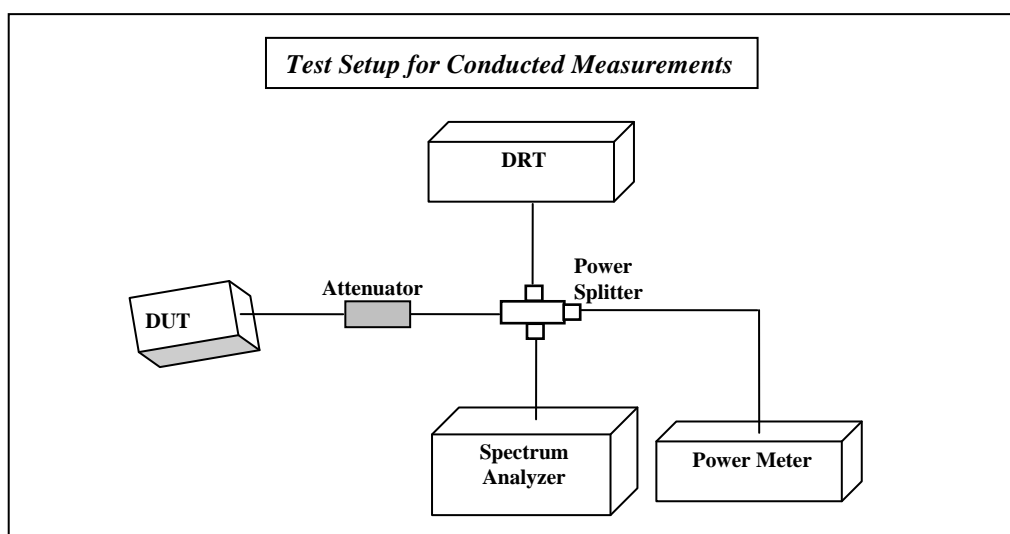 Test Setup for Conducted Measurements
DRT
Power
Splitter
Attenuator
DUT
Spectrum
Analyzer
Power Meter